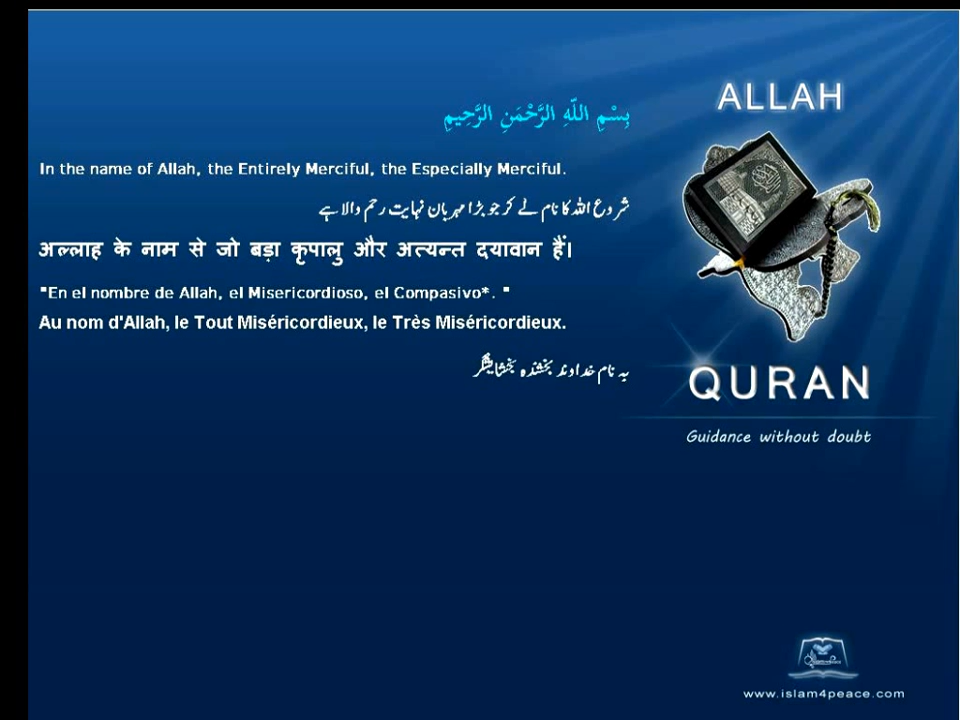 بِسْمِ اللّهِ الرَّحْمَنِ الرَّحِيمِ
In the name of Allah, the Entirely Merciful, the Especially Merciful.
شروع الله کا نام لے کر جو بڑا مہربان نہایت رحم والا ہے
अल्लाह के नाम से जो बड़ा कृपालु और अत्यन्त दयावान हैं।
"En el nombre de Allah, el Misericordioso, el Compasivo*. "
Au nom d'Allah, le Tout Miséricordieux, le Très Miséricordieux.
به نام خداوند بخشنده بخشایشگر
ALLAH
QURAN
Guidance without doubt
www.islam4peace.com